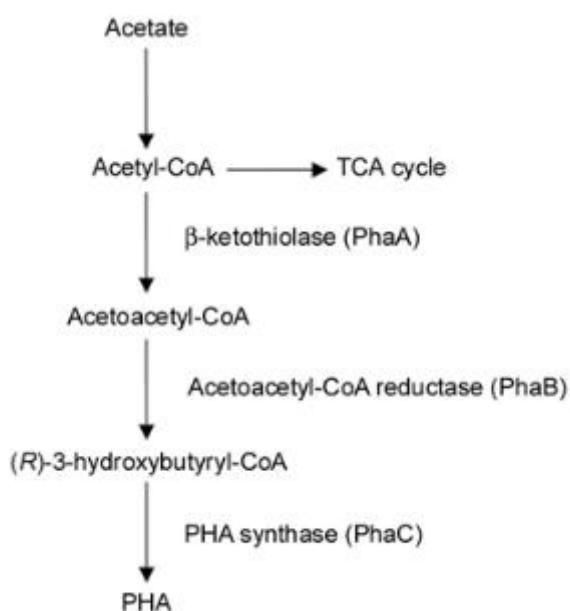 Acetate
Acetyl-CoA
TCA cycle
β-ketothiolase (PhaA)
Acetoacetyl-CoA
Acetoacetyl-CoA reductase (PhaB)
(R)-3-hydroxybutyryl-CoA
PHA synthase (PhaC)
PHA